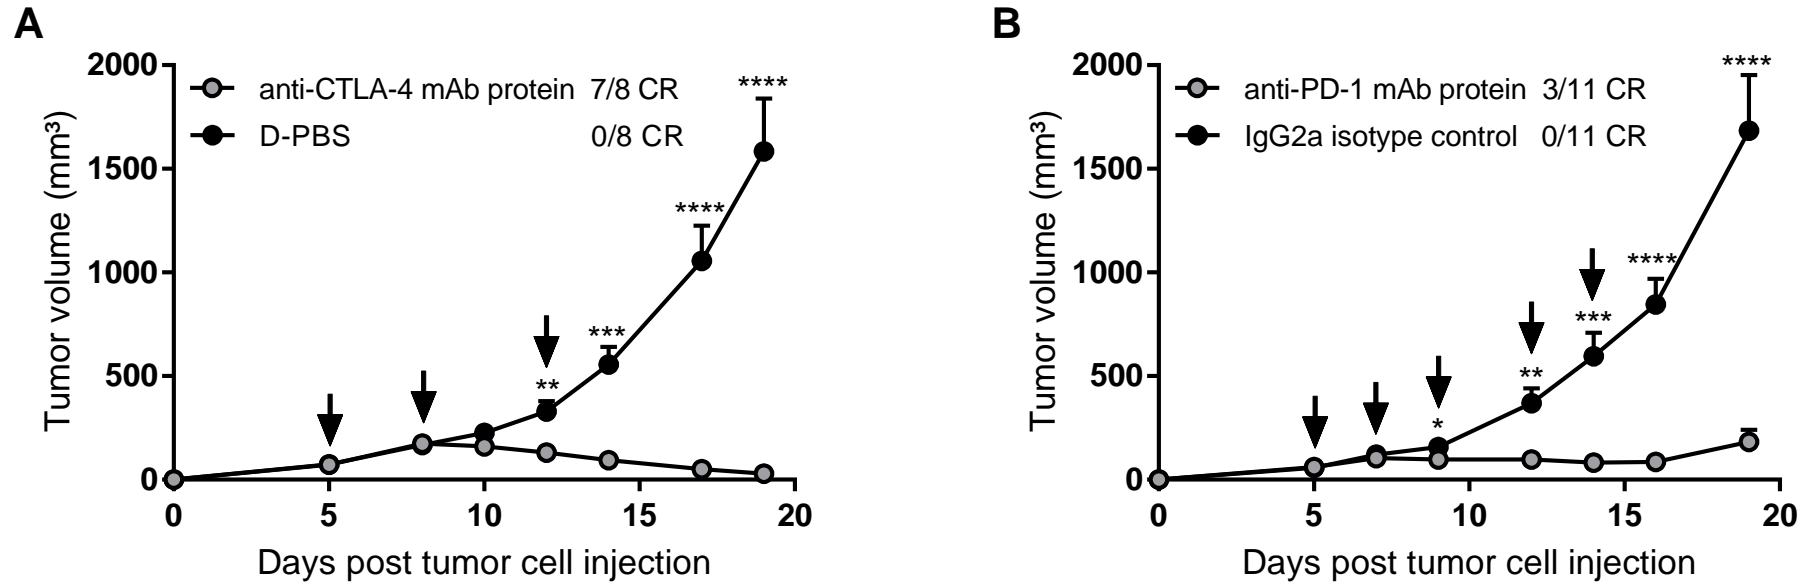 A
2000
1500
1000
500
0
anti-CTLA-4 mAb protein 7/8 CR
D-PBS 0/8 CR
****
****
***
**
Tumor volume (mm³)
0 5 10 15 20
Days post tumor cell injection
B
2000
1500
1000
500
0
anti-PD-1 mAb protein 3/11 CR
IgG2a isotype control 0/11 CR
****
****
***
**
*
Tumor volume (mm³)
0 5 10 15 20
Days post tumor cell injection